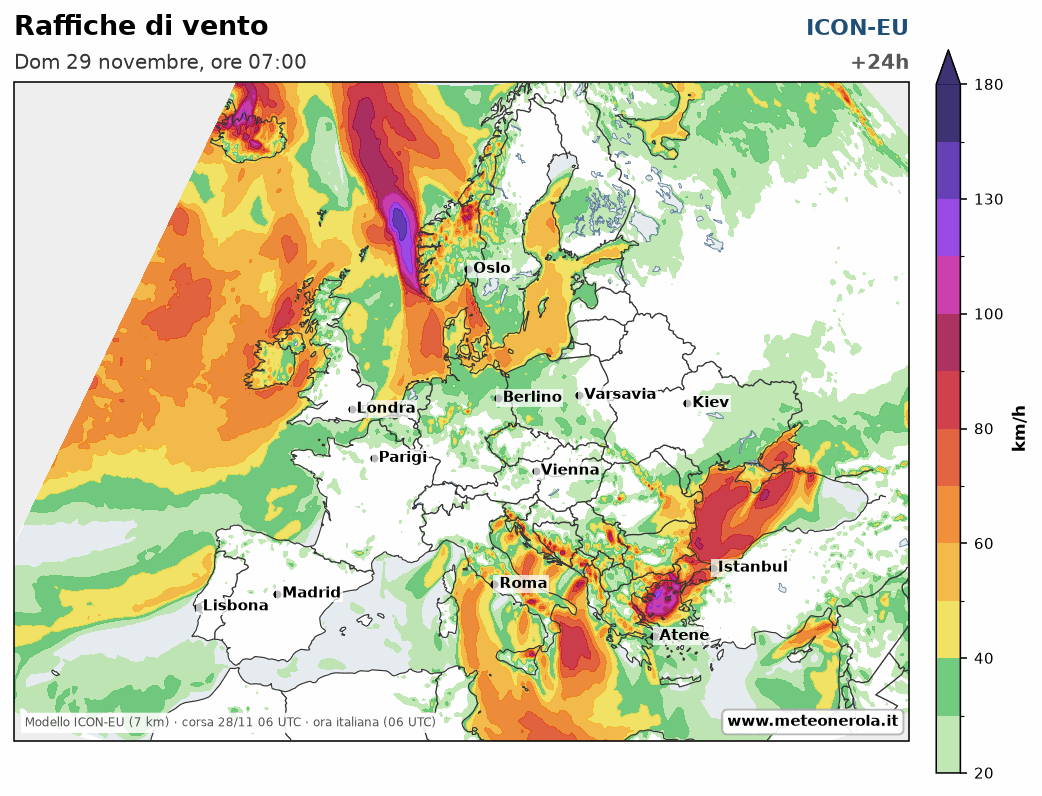 Raffiche di vento
ICON-EU
Dom 29 novembre, ore 07:00
+24h
180
130
100
80
60
40
20
km/h
Oslo
Berlino
Varsavia
Kiev
Londra
Parigi
Vienna
Istanbul
Roma
Madrid
Lisbona
Atene
Modello ICON-EU (7 km) · corsa 28/11 06 UTC · ora italiana (06 UTC)
www.meteonerola.it